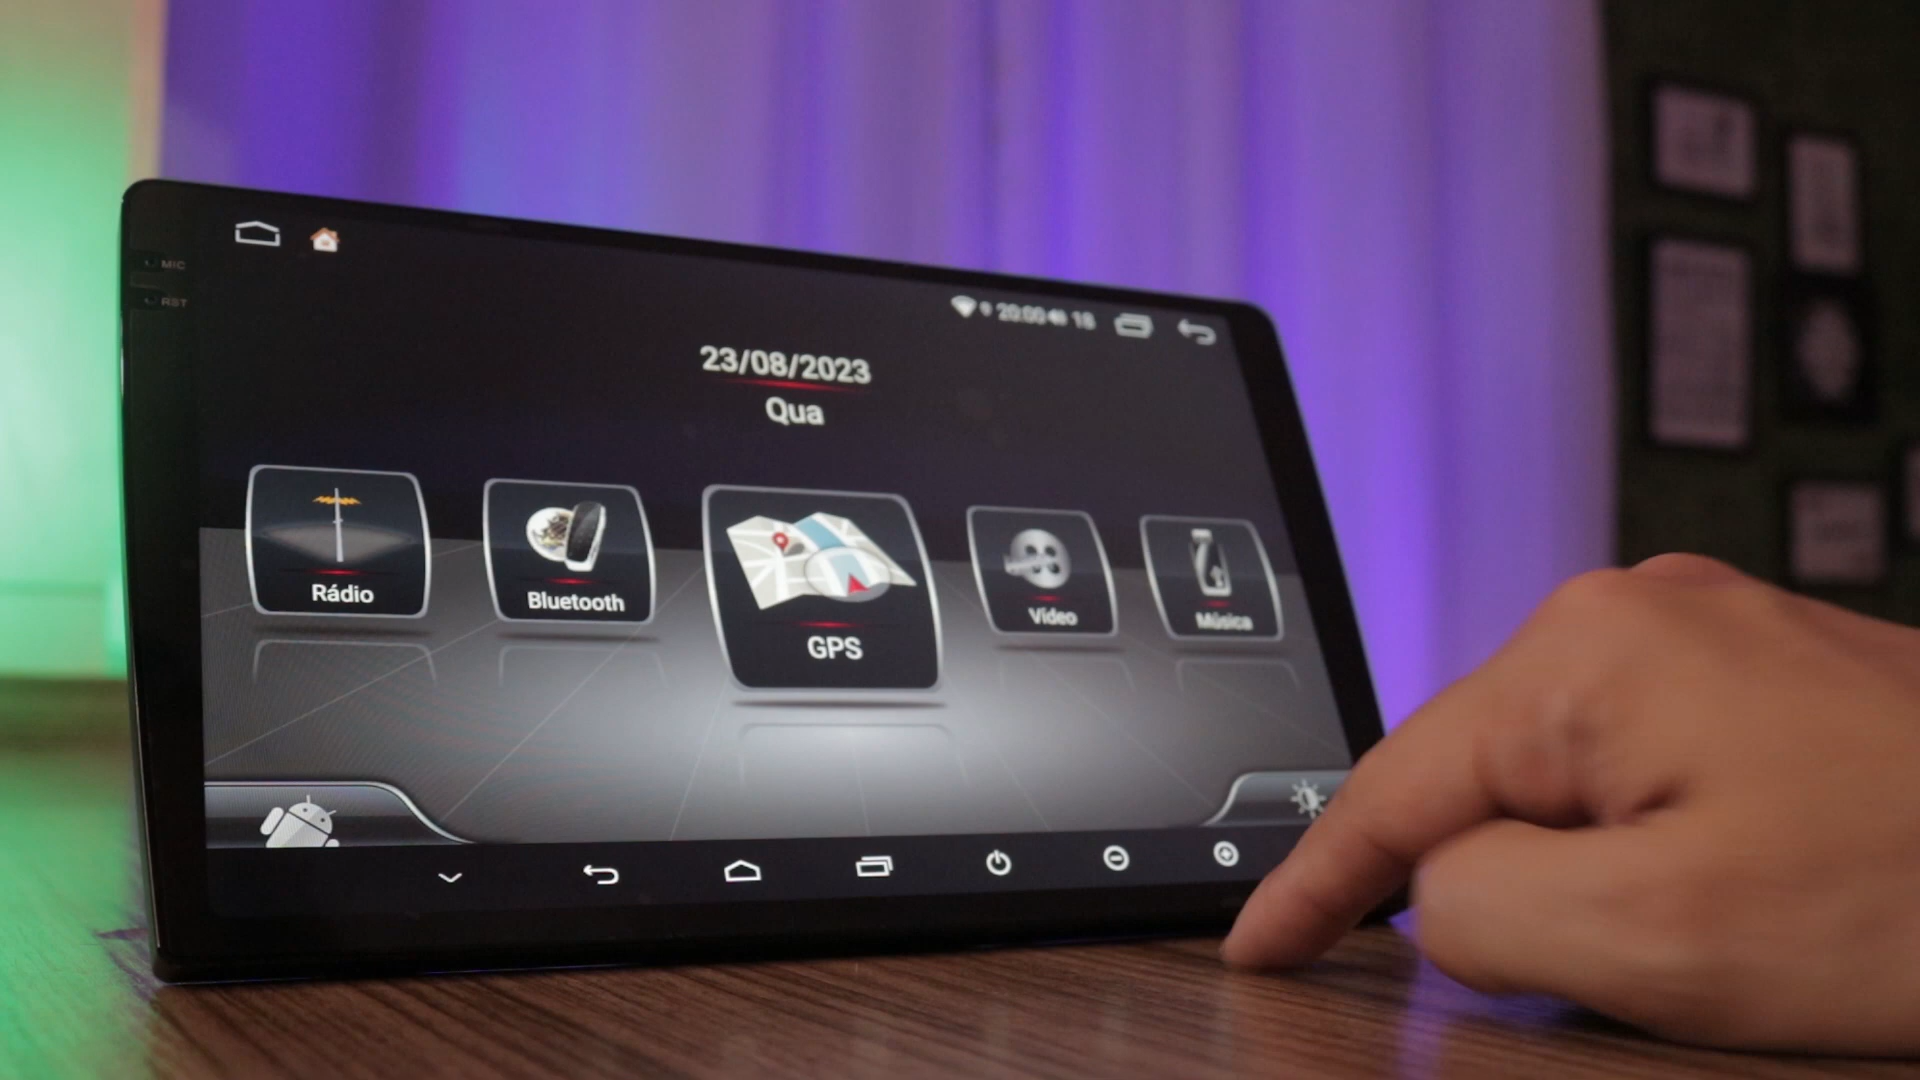 MIC
RST
20:00 18
23/08/2023
Qua
Rádio
Bluetooth
GPS
Vídeo
Música